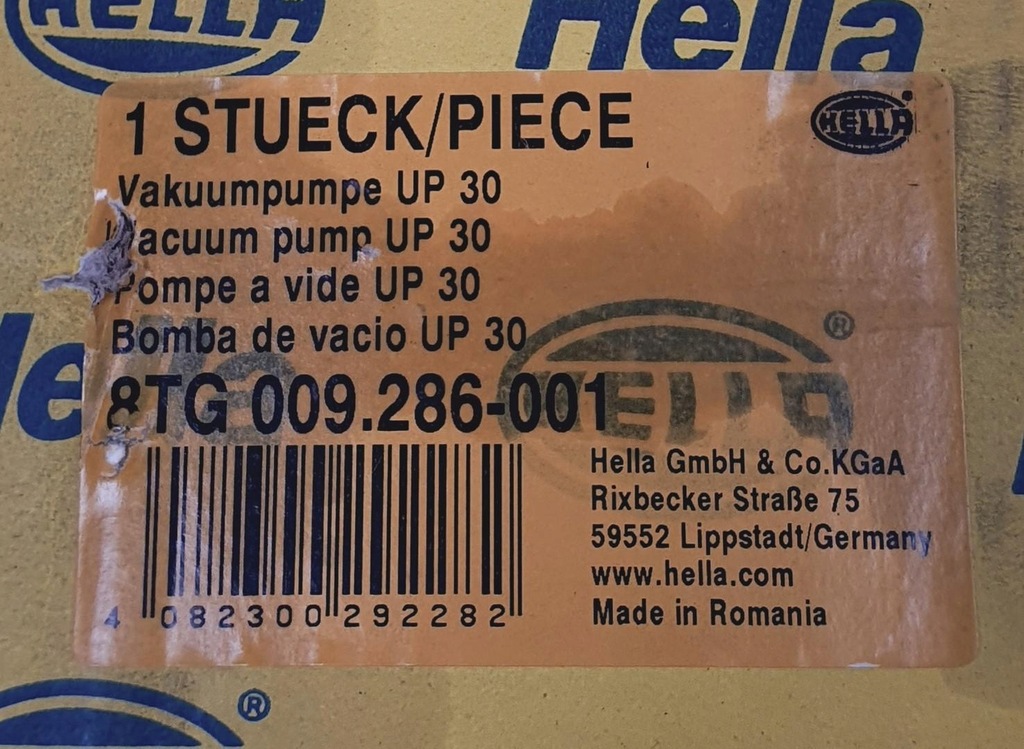 HELLA
Hella
1 STUECK/PIECE
HELLA
Vakuumpumpe UP 30
Vacuum pump UP 30
Pompe a vide UP 30
Bomba de vacio UP 30
HELLA ®
8TG 009.286-001
Hella GmbH & Co.KGaA
Rixbecker Straße 75
59552 Lippstadt/Germany
www.hella.com
Made in Romania
4 082300 292282
®